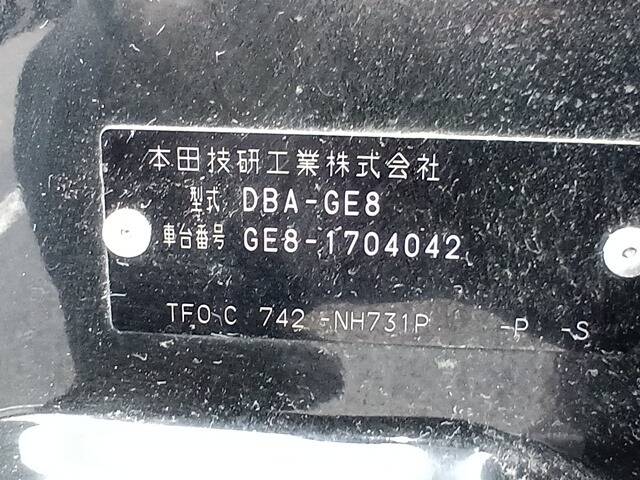 本田技研工業株式会社
型式 DBA-GE8
車台番号 GE8-1704042
TF0 C 742 -NH731P -P -S